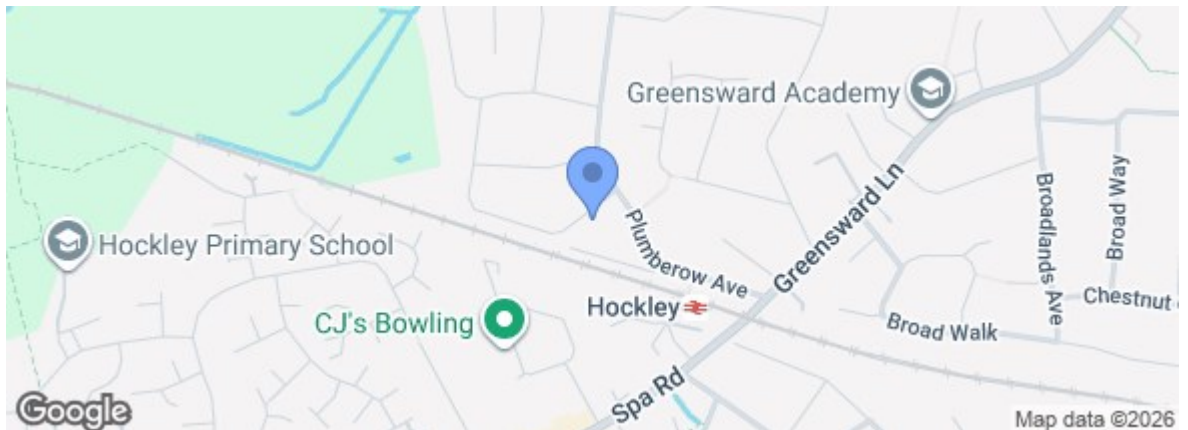 Greensward Academy
Greensward Ln
Broadlands Ave
Broad Way
Plumberow Ave
Hockley Primary School
Hockley
Chestnut
CJ's Bowling
Broad Walk
Spa Rd
Google
Map data ©2026